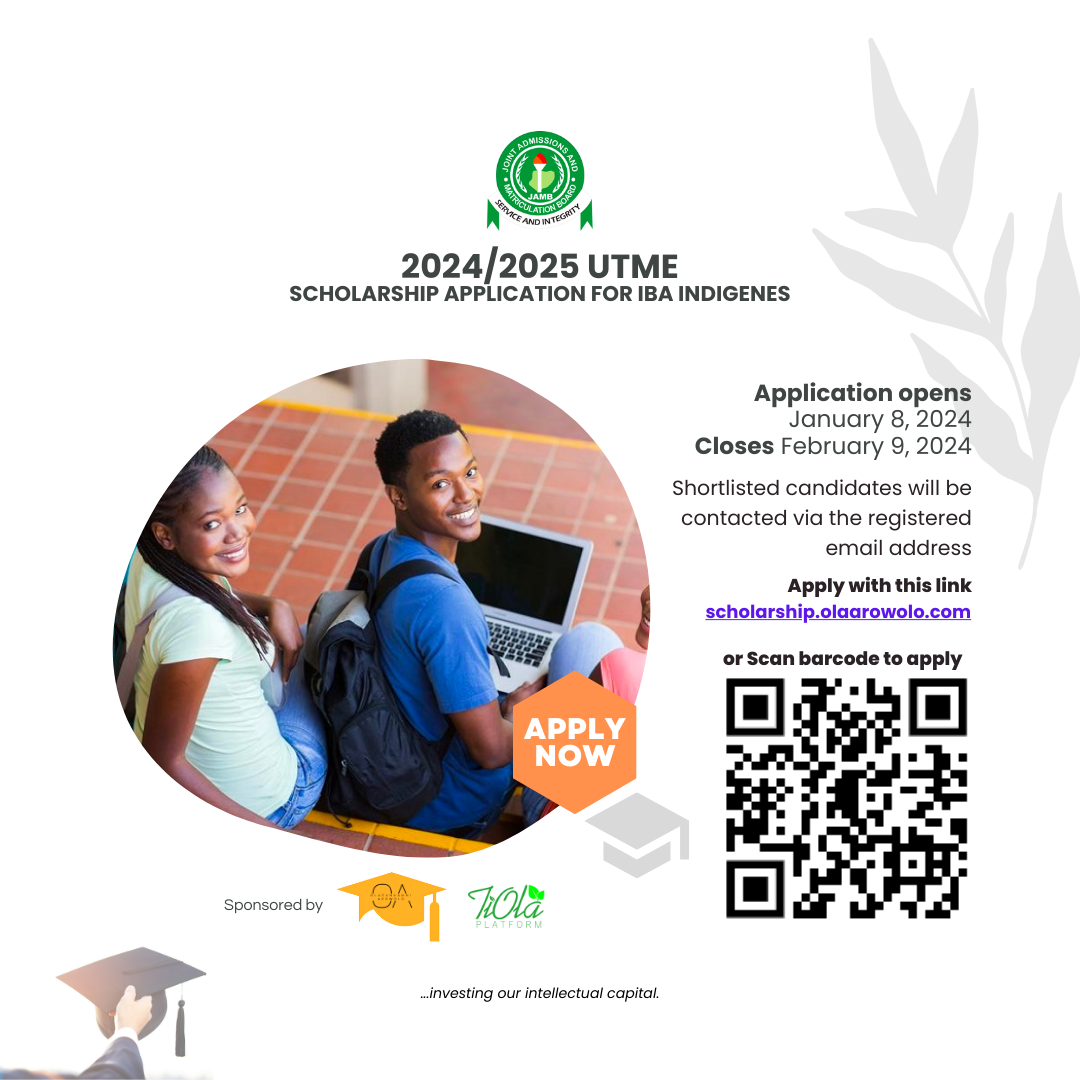 JOINT ADMISSIONS AND
MATRICULATION BOARD
JAMB
SERVICE AND INTEGRITY
2024/2025 UTME
SCHOLARSHIP APPLICATION FOR IBA INDIGENES
Application opens
January 8, 2024
Closes February 9, 2024
Shortlisted candidates will be
contacted via the registered
email address
Apply with this link
scholarship.olaarowolo.com
or Scan barcode to apply
APPLY
NOW
Sponsored by
OA
TiOla
PLATFORM
...investing our intellectual capital.